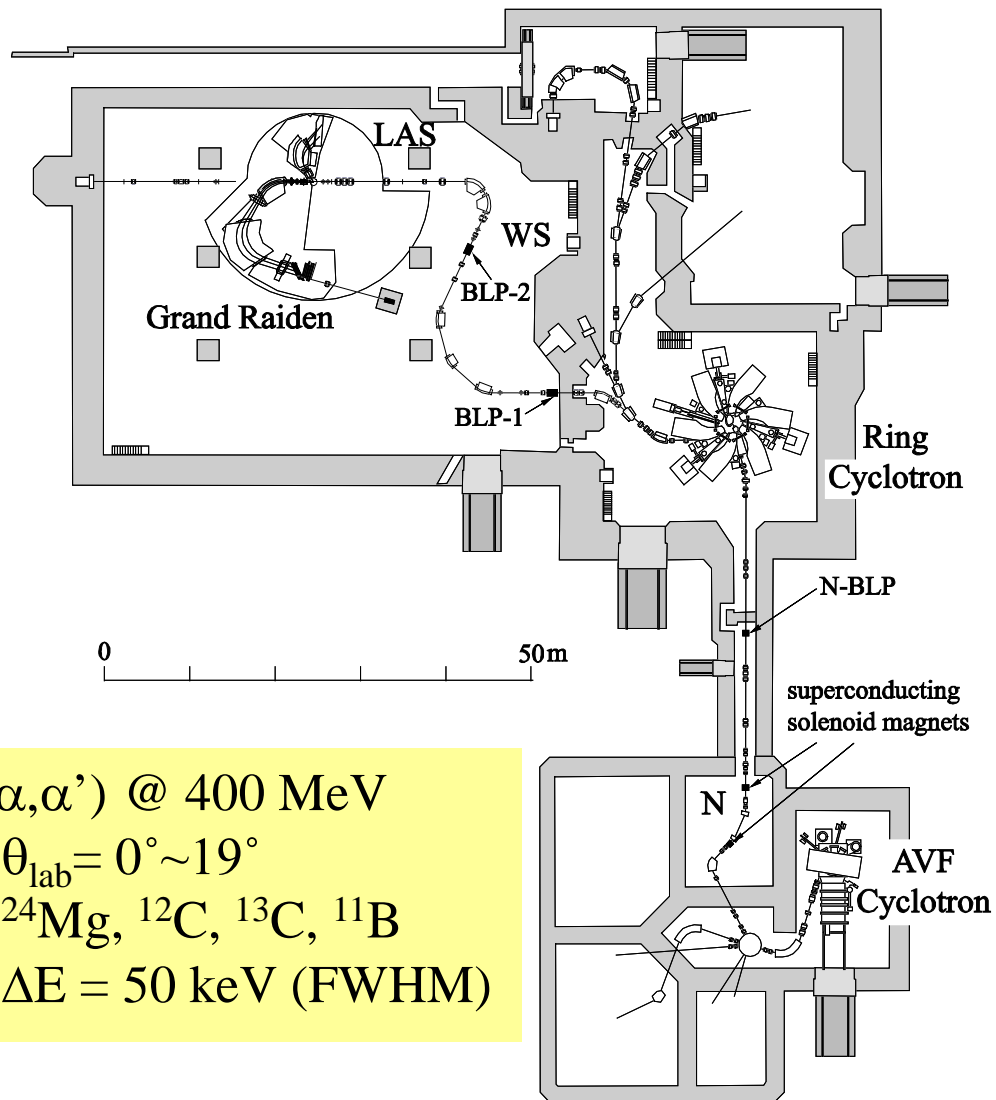 LAS
WS
BLP-2
Grand Raiden
BLP-1
Ring
Cyclotron
N-BLP
0 50m
superconducting
solenoid magnets
N
AVF
Cyclotron
α,α’) @ 400 MeV
θlab= 0˚~19˚
²⁴Mg, ¹²C, ¹³C, ¹¹B
ΔE = 50 keV (FWHM)